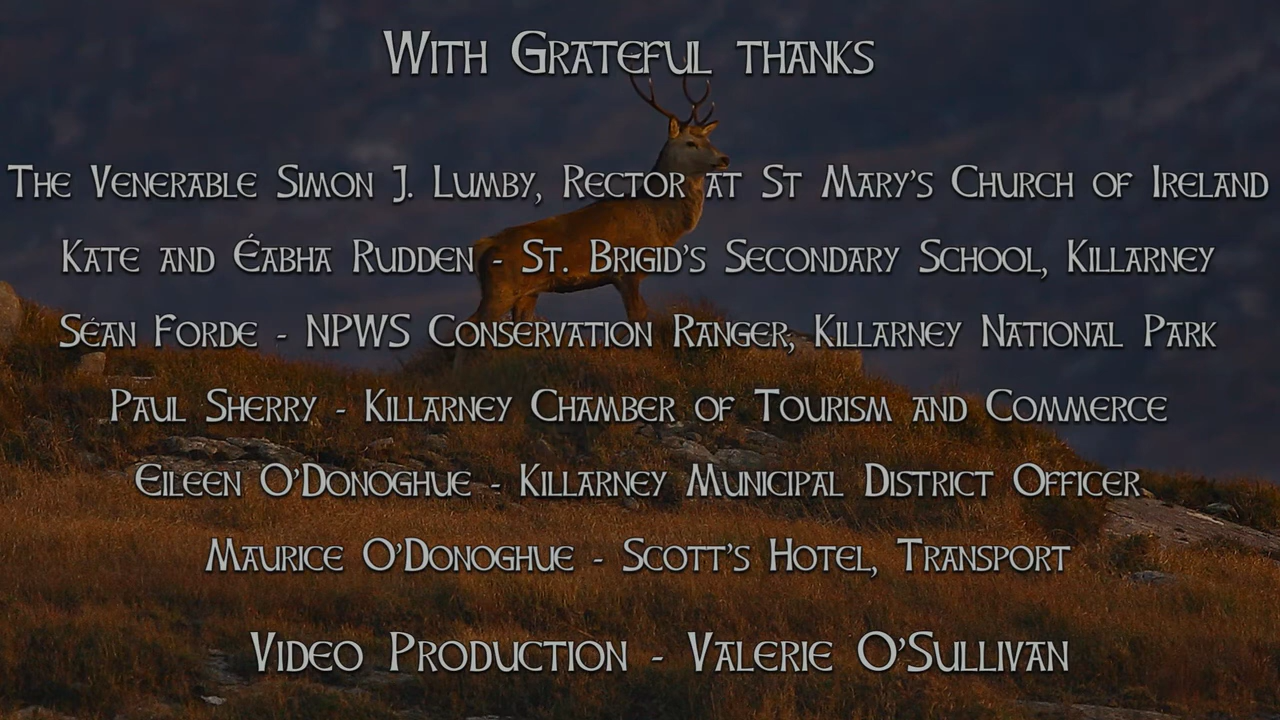 With Grateful thanks
The Venerable Simon J. Lumby, Rector at St Mary's Church of Ireland
Kate and Éabha Rudden - St. Brigid's Secondary School, Killarney
Séan Forde - NPWS Conservation Ranger, Killarney National Park
Paul Sherry - Killarney Chamber of Tourism and Commerce
Eileen O'Donoghue - Killarney Municipal District Officer
Maurice O'Donoghue - Scott's Hotel, Transport
Video Production - Valerie O'Sullivan